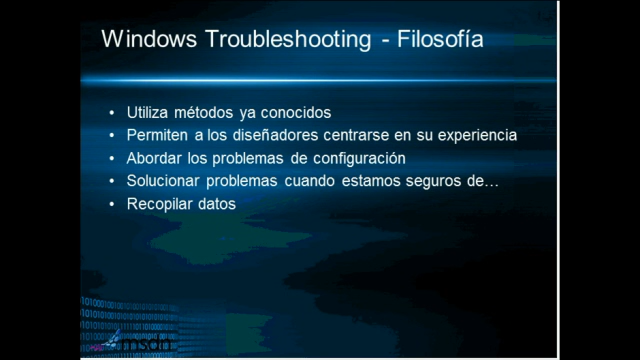 Windows Troubleshooting - Filosofía
• Utiliza métodos ya conocidos
• Permiten a los diseñadores centrarse en su experiencia
• Abordar los problemas de configuración
• Solucionar problemas cuando estamos seguros de…
• Recopilar datos